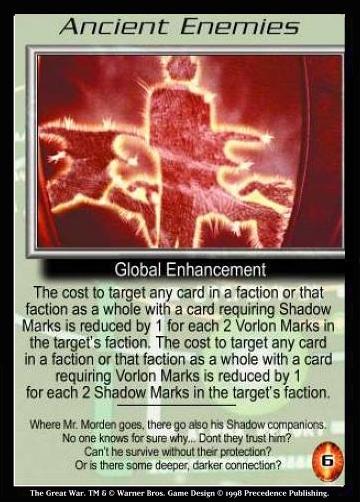 Ancient Enemies
Global Enhancement
The cost to target any card in a faction or that
faction as a whole with a card requiring Shadow
Marks is reduced by 1 for each 2 Vorlon Marks in
the target's faction. The cost to target any card
in a faction or that faction as a whole with a card
requiring Vorlon Marks is reduced by 1
for each 2 Shadow Marks in the target's faction.
Where Mr. Morden goes, there go also his Shadow companions.
No one knows for sure why... Dont they trust him?
Can't he survive without their protection?
Or is there some deeper, darker connection?
6
The Great War. TM & © Warner Bros. Game Design © 1998 Precedence Publishing.